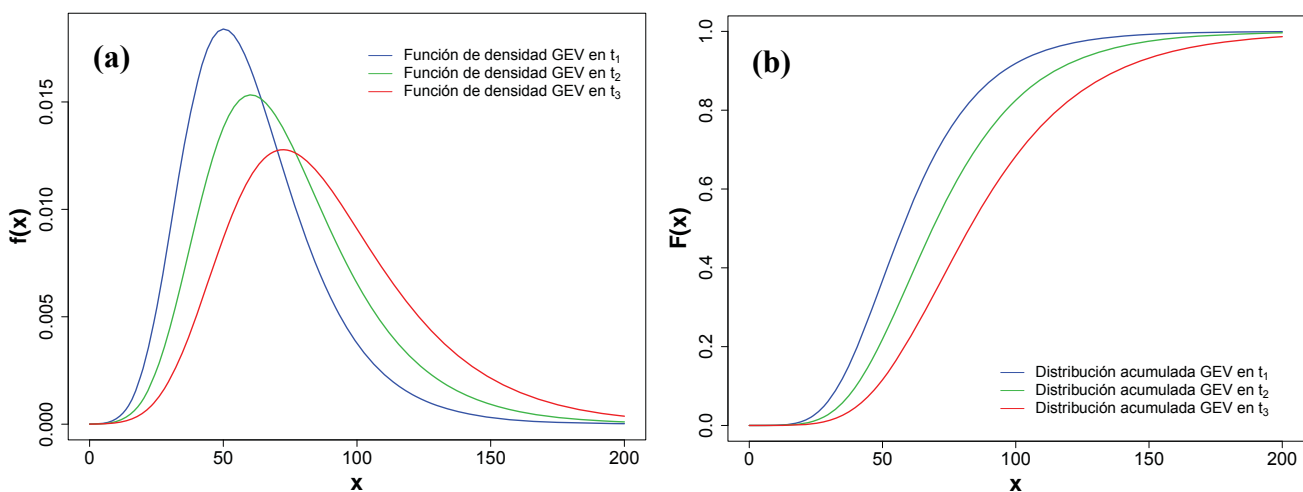 (a)
Función de densidad GEV en t₁
Función de densidad GEV en t₂
Función de densidad GEV en t₃
f(x)
0.015
0.010
0.005
0.000
0 50 100 150 200
x
(b)
F(x)
1.0
0.8
0.6
0.4
0.2
0.0
Distribución acumulada GEV en t₁
Distribución acumulada GEV en t₂
Distribución acumulada GEV en t₃
0 50 100 150 200
x